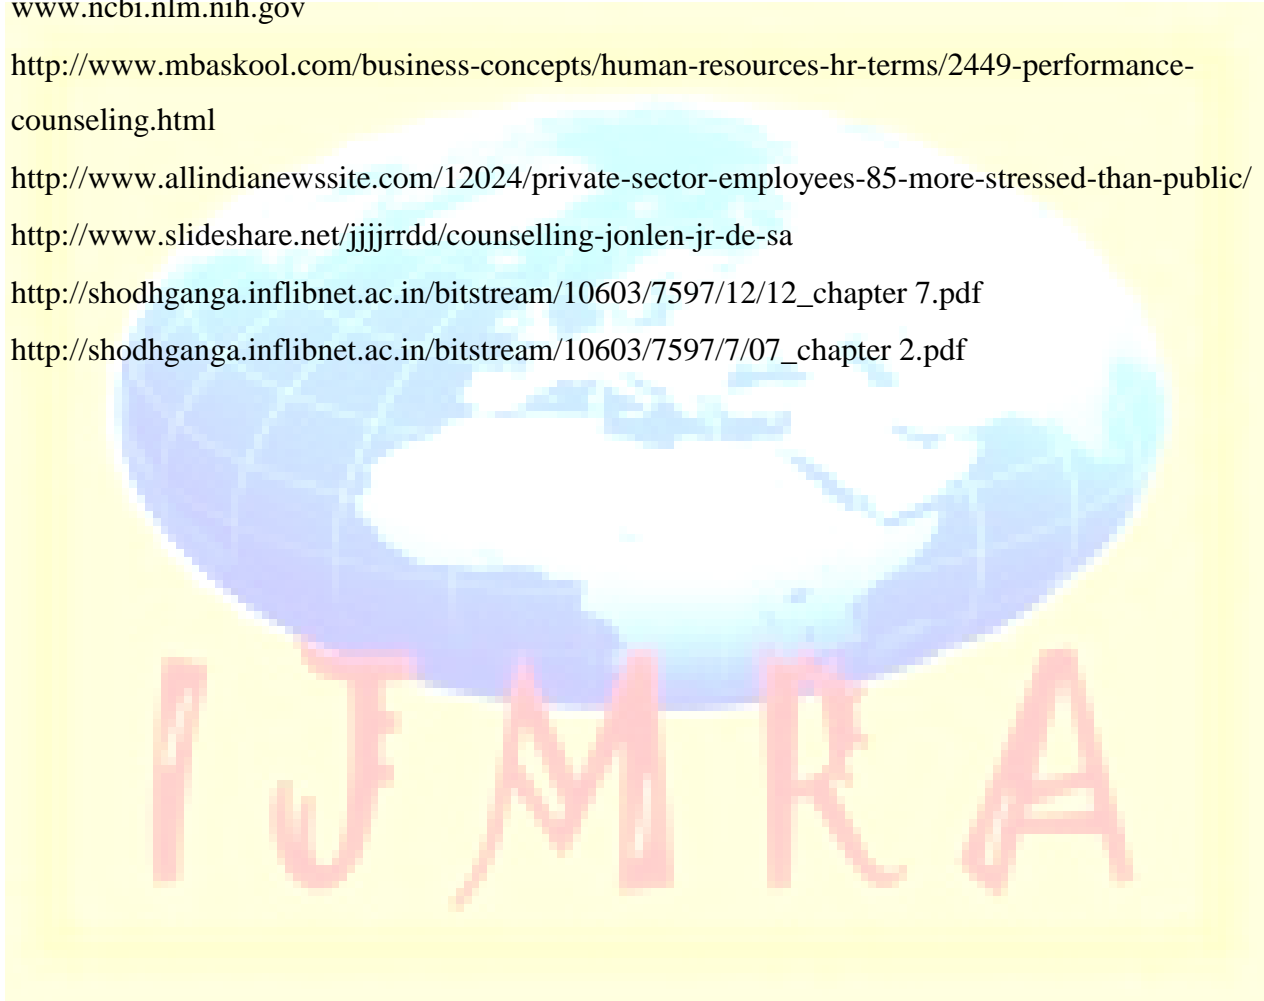 www.ncbi.nlm.nih.gov
http://www.mbaskool.com/business-concepts/human-resources-hr-terms/2449-performance-
counseling.html
http://www.allindianewssite.com/12024/private-sector-employees-85-more-stressed-than-public/
http://www.slideshare.net/jjjjrrdd/counselling-jonlen-jr-de-sa
http://shodhganga.inflibnet.ac.in/bitstream/10603/7597/12/12_chapter 7.pdf
http://shodhganga.inflibnet.ac.in/bitstream/10603/7597/7/07_chapter 2.pdf
IJMRA